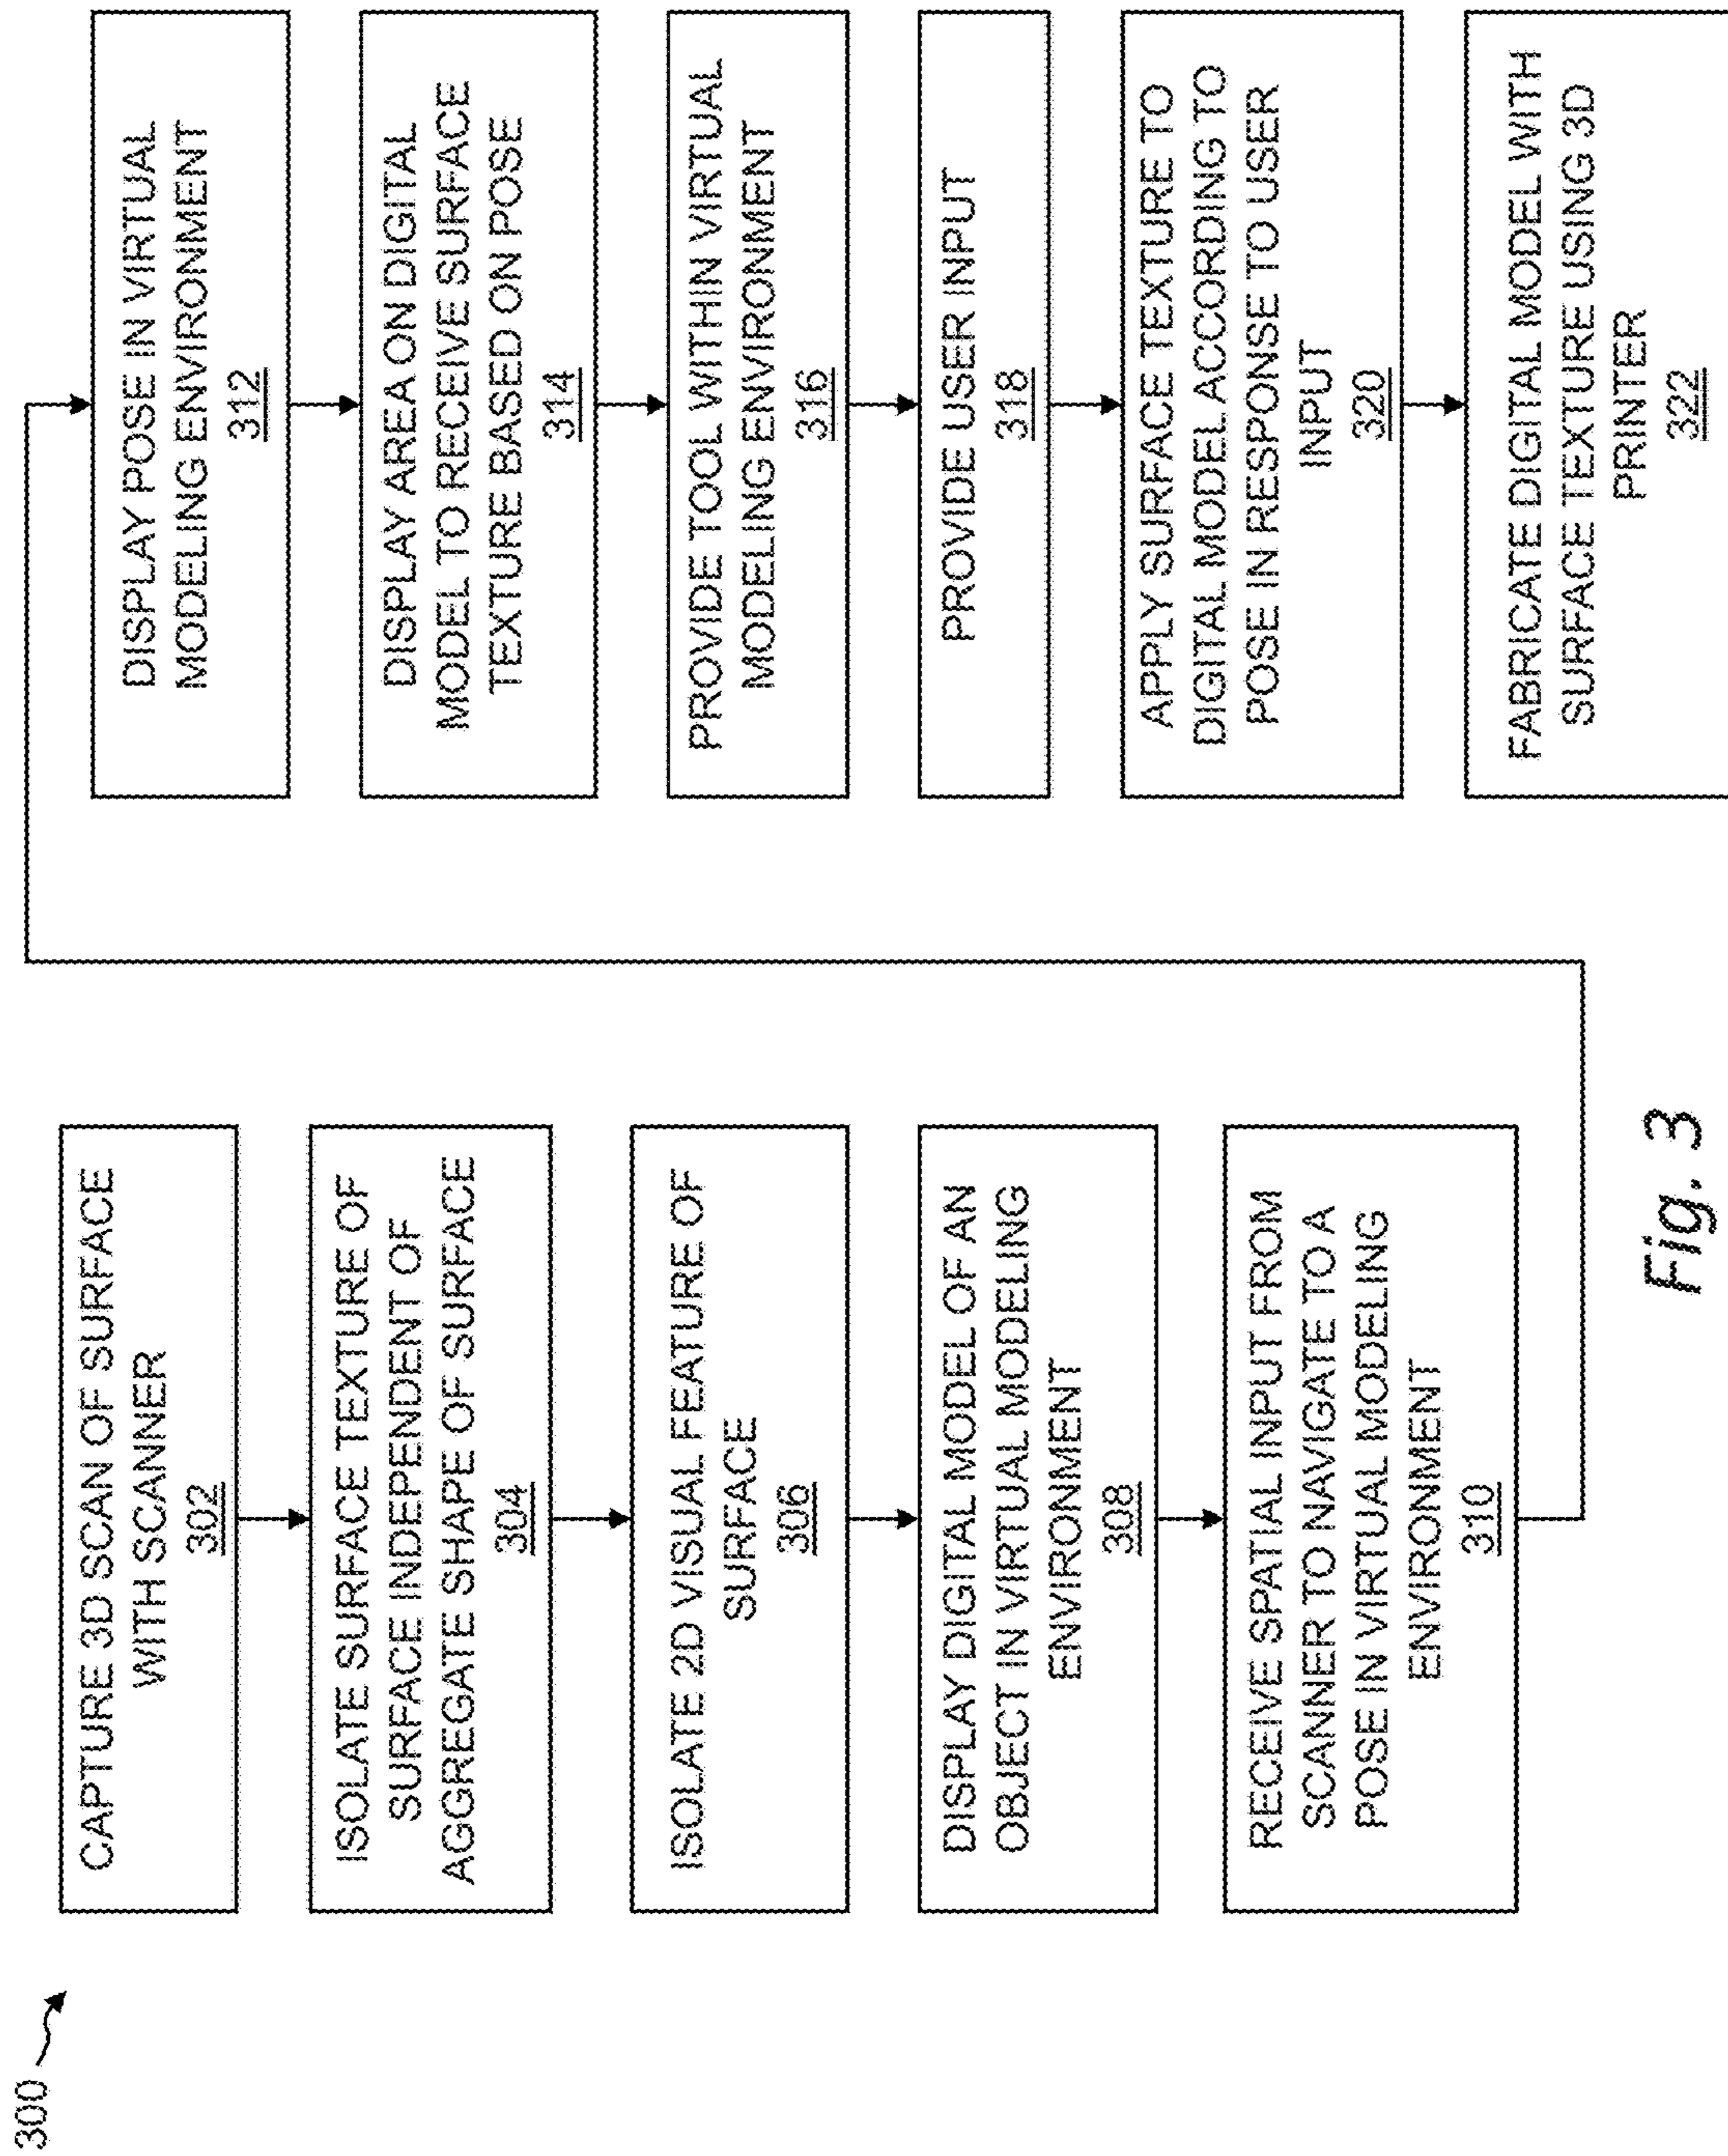 300
CAPTURE 3D SCAN OF SURFACE
WITH SCANNER
302
ISOLATE SURFACE TEXTURE OF
SURFACE INDEPENDENT OF
AGGREGATE SHAPE OF SURFACE
304
ISOLATE 2D VISUAL FEATURE OF
SURFACE
306
DISPLAY DIGITAL MODEL OF AN
OBJECT IN VIRTUAL MODELING
ENVIRONMENT
308
RECEIVE SPATIAL INPUT FROM
SCANNER TO NAVIGATE TO A
POSE IN VIRTUAL MODELING
ENVIRONMENT
310
DISPLAY POSE IN VIRTUAL
MODELING ENVIRONMENT
312
DISPLAY AREA ON DIGITAL
MODEL TO RECEIVE SURFACE
TEXTURE BASED ON POSE
314
PROVIDE TOOL WITHIN VIRTUAL
MODELING ENVIRONMENT
316
PROVIDE USER INPUT
318
APPLY SURFACE TEXTURE TO
DIGITAL MODEL ACCORDING TO
POSE IN RESPONSE TO USER
INPUT
320
FABRICATE DIGITAL MODEL WITH
SURFACE TEXTURE USING 3D
PRINTER
322
Fig. 3